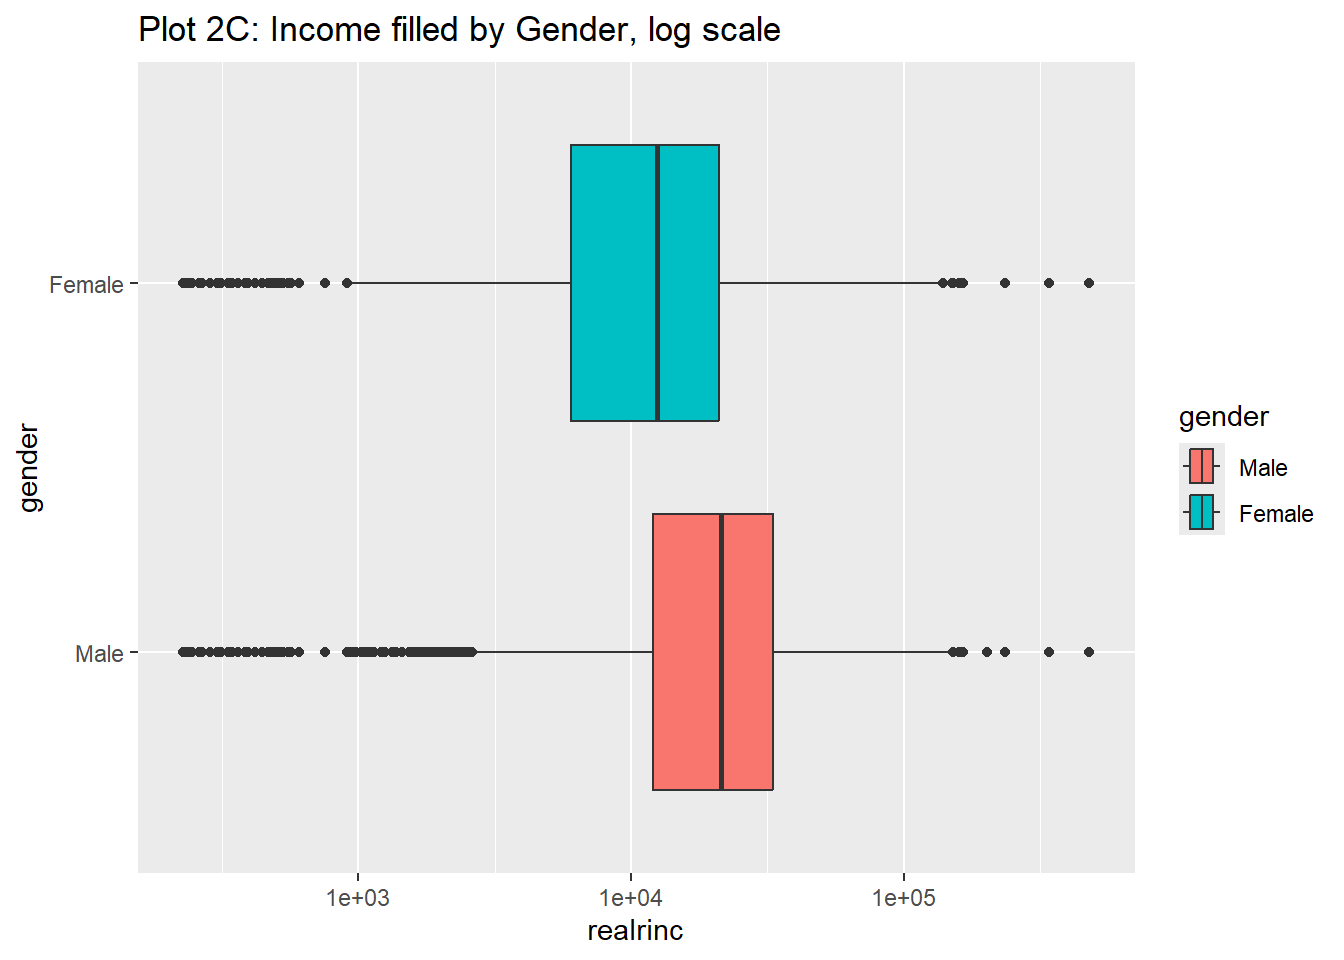 Plot 2C: Income filled by Gender, log scale
Female
Male
gender
1e+03 1e+04 1e+05
realrinc
gender
Male
Female